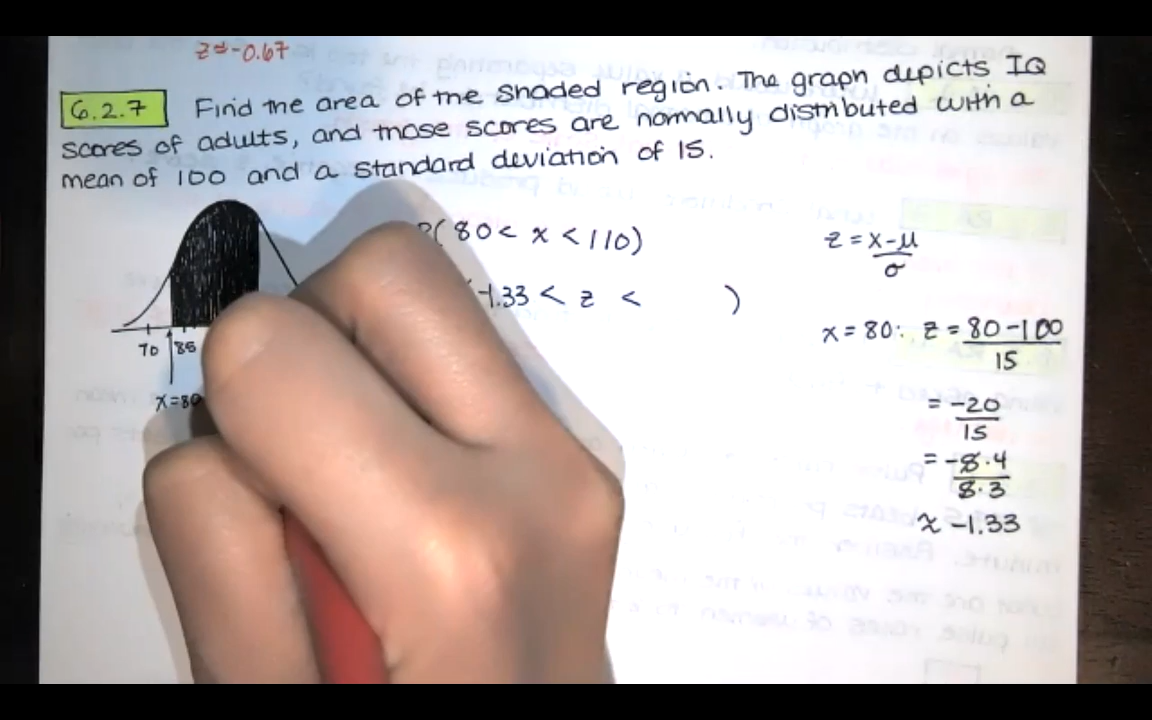 z≈-0.67
6.2.7 Find the area of the shaded region. The graph depicts IQ
scores of adults, and those scores are normally distributed with a
mean of 100 and a standard deviation of 15.
P(80 < x < 110)
-1.33 < z < )
70 85
x=80
z = x-μ
σ
x = 80: z = 80-100
15
= -20
15
= -5·4
5·3
≈ -1.33